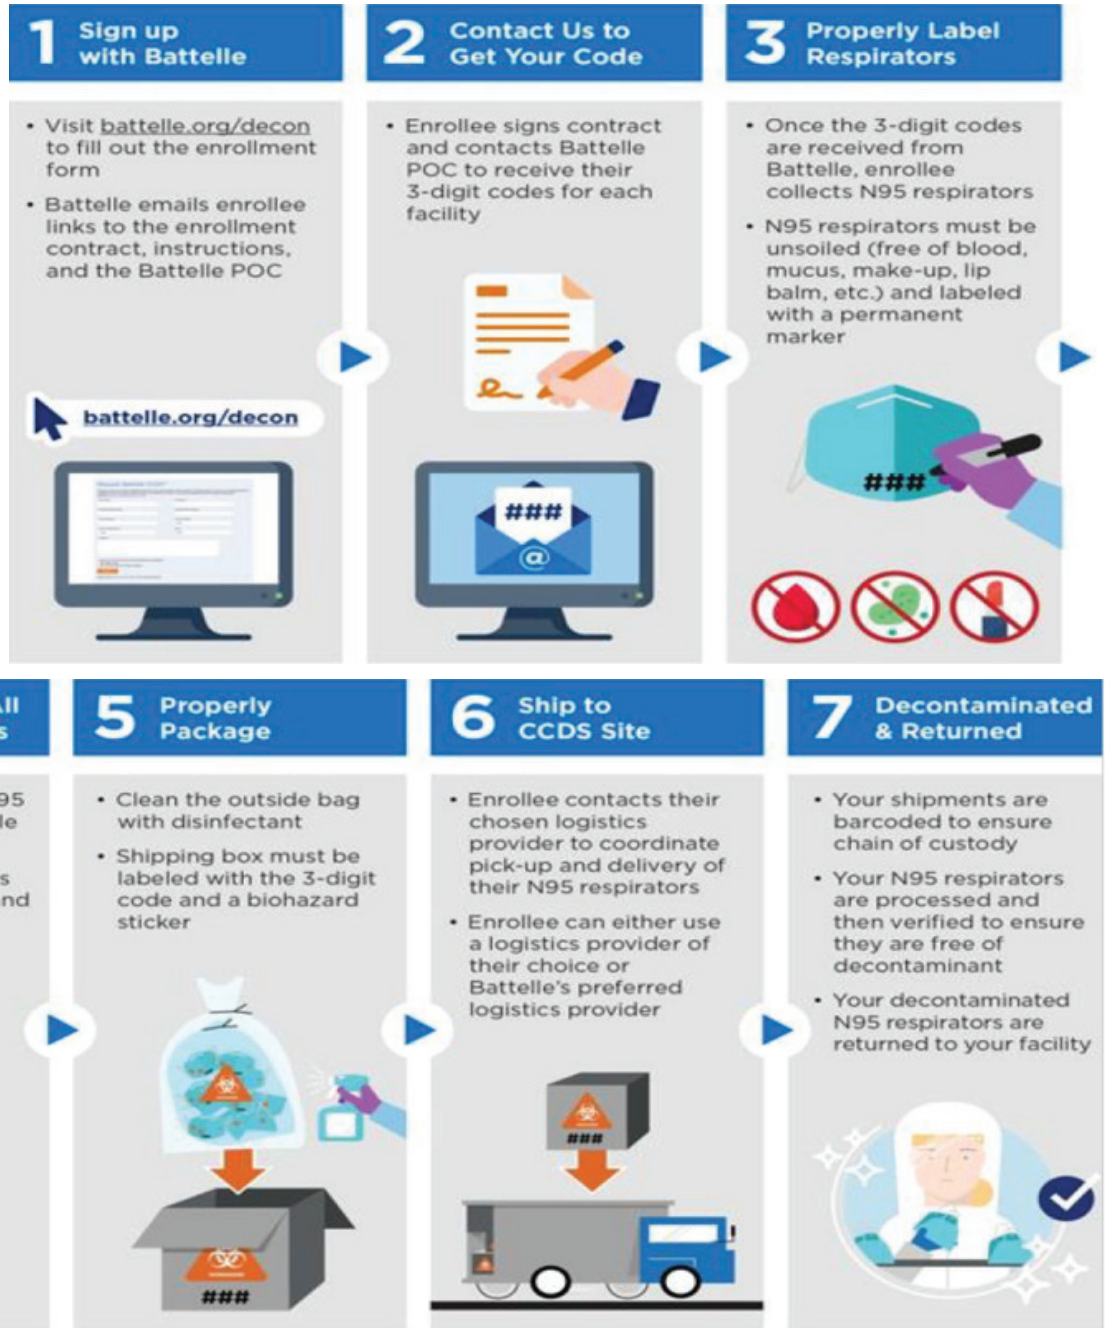 1 Sign up
with Battelle
• Visit battelle.org/decon
to fill out the enrollment
form
• Battelle emails enrollee
links to the enrollment
contract, instructions,
and the Battelle POC
battelle.org/decon
2 Contact Us to
Get Your Code
• Enrollee signs contract
and contacts Battelle
POC to receive their
3-digit codes for each
facility
###
@
3 Properly Label
Respirators
• Once the 3-digit codes
are received from
Battelle, enrollee
collects N95 respirators
• N95 respirators must be
unsoiled (free of blood,
mucus, make-up, lip
balm, etc.) and labeled
with a permanent
marker
###
5 Properly
Package
• Clean the outside bag
with disinfectant
• Shipping box must be
labeled with the 3-digit
code and a biohazard
sticker
###
6 Ship to
CCDS Site
• Enrollee contacts their
chosen logistics
provider to coordinate
pick-up and delivery of
their N95 respirators
• Enrollee can either use
a logistics provider of
their choice or
Battelle's preferred
logistics provider
###
7 Decontaminated
& Returned
• Your shipments are
barcoded to ensure
chain of custody
• Your N95 respirators
are processed and
then verified to ensure
they are free of
decontaminant
• Your decontaminated
N95 respirators are
returned to your facility